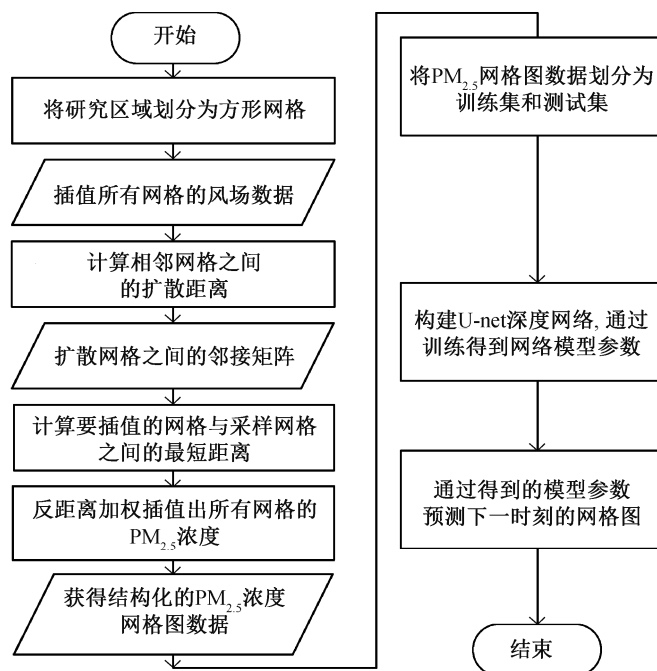 开始
将研究区域划分为方形网格
插值所有网格的风场数据
计算相邻网格之间
的扩散距离
扩散网格之间的邻接矩阵
计算要插值的网格与采样网格
之间的最短距离
反距离加权插值出所有网格的
PM2.5浓度
获得结构化的PM2.5浓度
网格图数据
将PM2.5网格图数据划分为
训练集和测试集
构建U-net深度网络, 通过
训练得到网络模型参数
通过得到的模型参数
预测下一时刻的网格图
结束